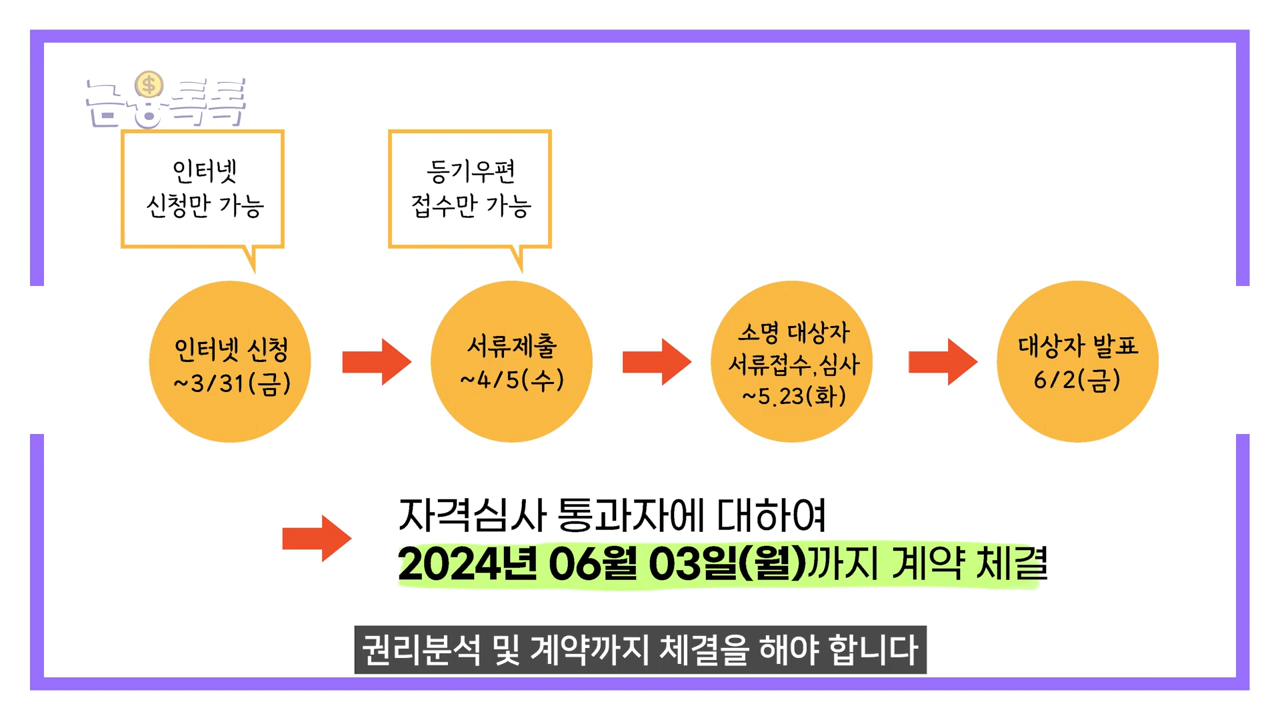 금융톡톡
인터넷
신청만 가능
등기우편
접수만 가능
인터넷 신청
~3/31(금)
서류제출
~4/5(수)
소명 대상자
서류접수,심사
~5.23(화)
대상자 발표
6/2(금)
자격심사 통과자에 대하여
2024년 06월 03일(월)까지 계약 체결
권리분석 및 계약까지 체결을 해야 합니다